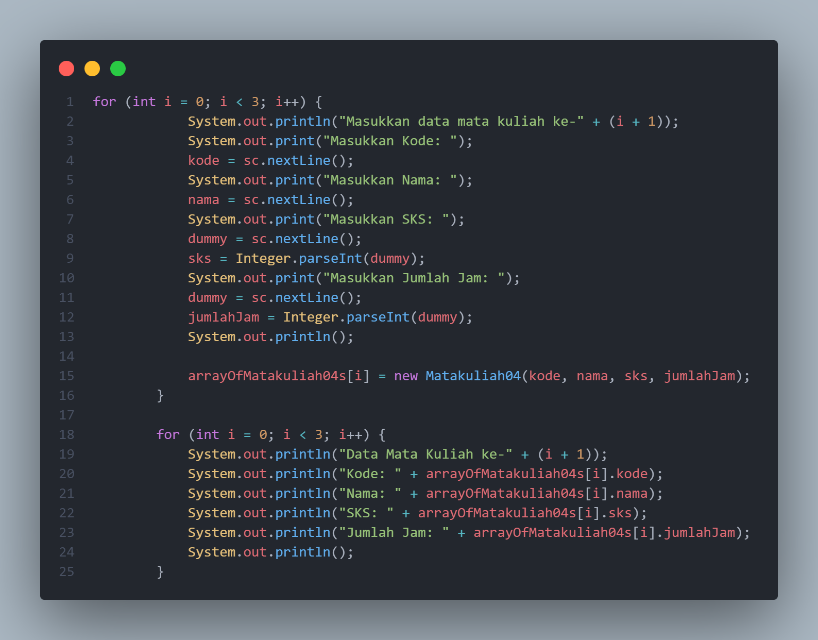 1 for (int i = 0; i < 3; i++) {
2 System.out.println("Masukkan data mata kuliah ke-" + (i + 1));
3 System.out.print("Masukkan Kode: ");
4 kode = sc.nextLine();
5 System.out.print("Masukkan Nama: ");
6 nama = sc.nextLine();
7 System.out.print("Masukkan SKS: ");
8 dummy = sc.nextLine();
9 sks = Integer.parseInt(dummy);
10 System.out.print("Masukkan Jumlah Jam: ");
11 dummy = sc.nextLine();
12 jumlahJam = Integer.parseInt(dummy);
13 System.out.println();
14
15 arrayOfMatakuliah04s[i] = new Matakuliah04(kode, nama, sks, jumlahJam);
16 }
17
18 for (int i = 0; i < 3; i++) {
19 System.out.println("Data Mata Kuliah ke-" + (i + 1));
20 System.out.println("Kode: " + arrayOfMatakuliah04s[i].kode);
21 System.out.println("Nama: " + arrayOfMatakuliah04s[i].nama);
22 System.out.println("SKS: " + arrayOfMatakuliah04s[i].sks);
23 System.out.println("Jumlah Jam: " + arrayOfMatakuliah04s[i].jumlahJam);
24 System.out.println();
25 }